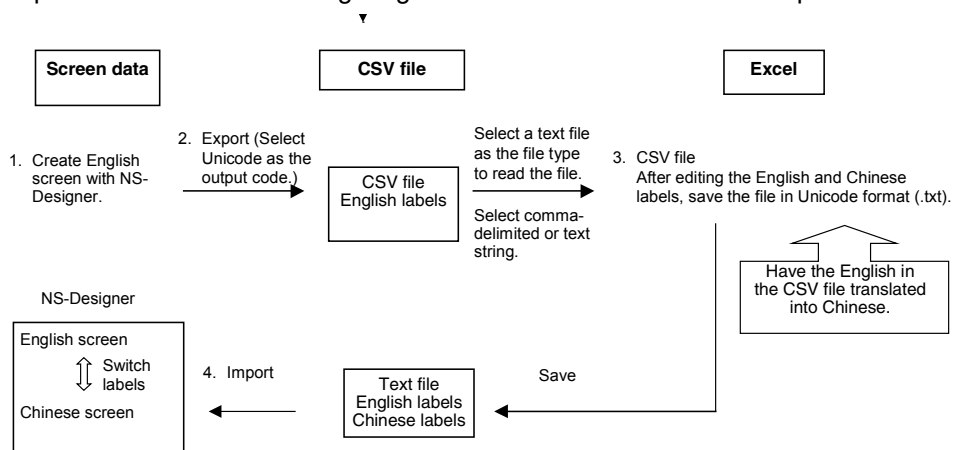 Screen data
CSV file
Excel
1. Create English
screen with NS-
Designer.
2. Export (Select
Unicode as the
output code.)
CSV file
English labels
Select a text file
as the file type
to read the file.
Select comma-
delimited or text
string.
3. CSV file
After editing the English and Chinese
labels, save the file in Unicode format (.txt).
Have the English in
the CSV file translated
into Chinese.
NS-Designer
English screen
Switch
labels
Chinese screen
4. Import
Text file
English labels
Chinese labels
Save